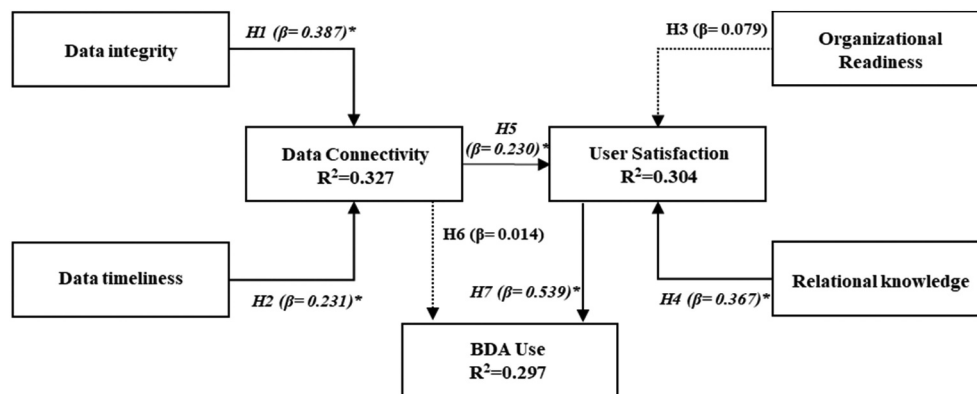 Data integrity
H1 (β= 0.387)*
H3 (β= 0.079)
Organizational
Readiness
Data Connectivity
R²=0.327
H5
(β= 0.230)*
User Satisfaction
R²=0.304
Data timeliness
H2 (β= 0.231)*
H6 (β= 0.014)
H7 (β= 0.539)*
H4 (β= 0.367)*
Relational knowledge
BDA Use
R²=0.297